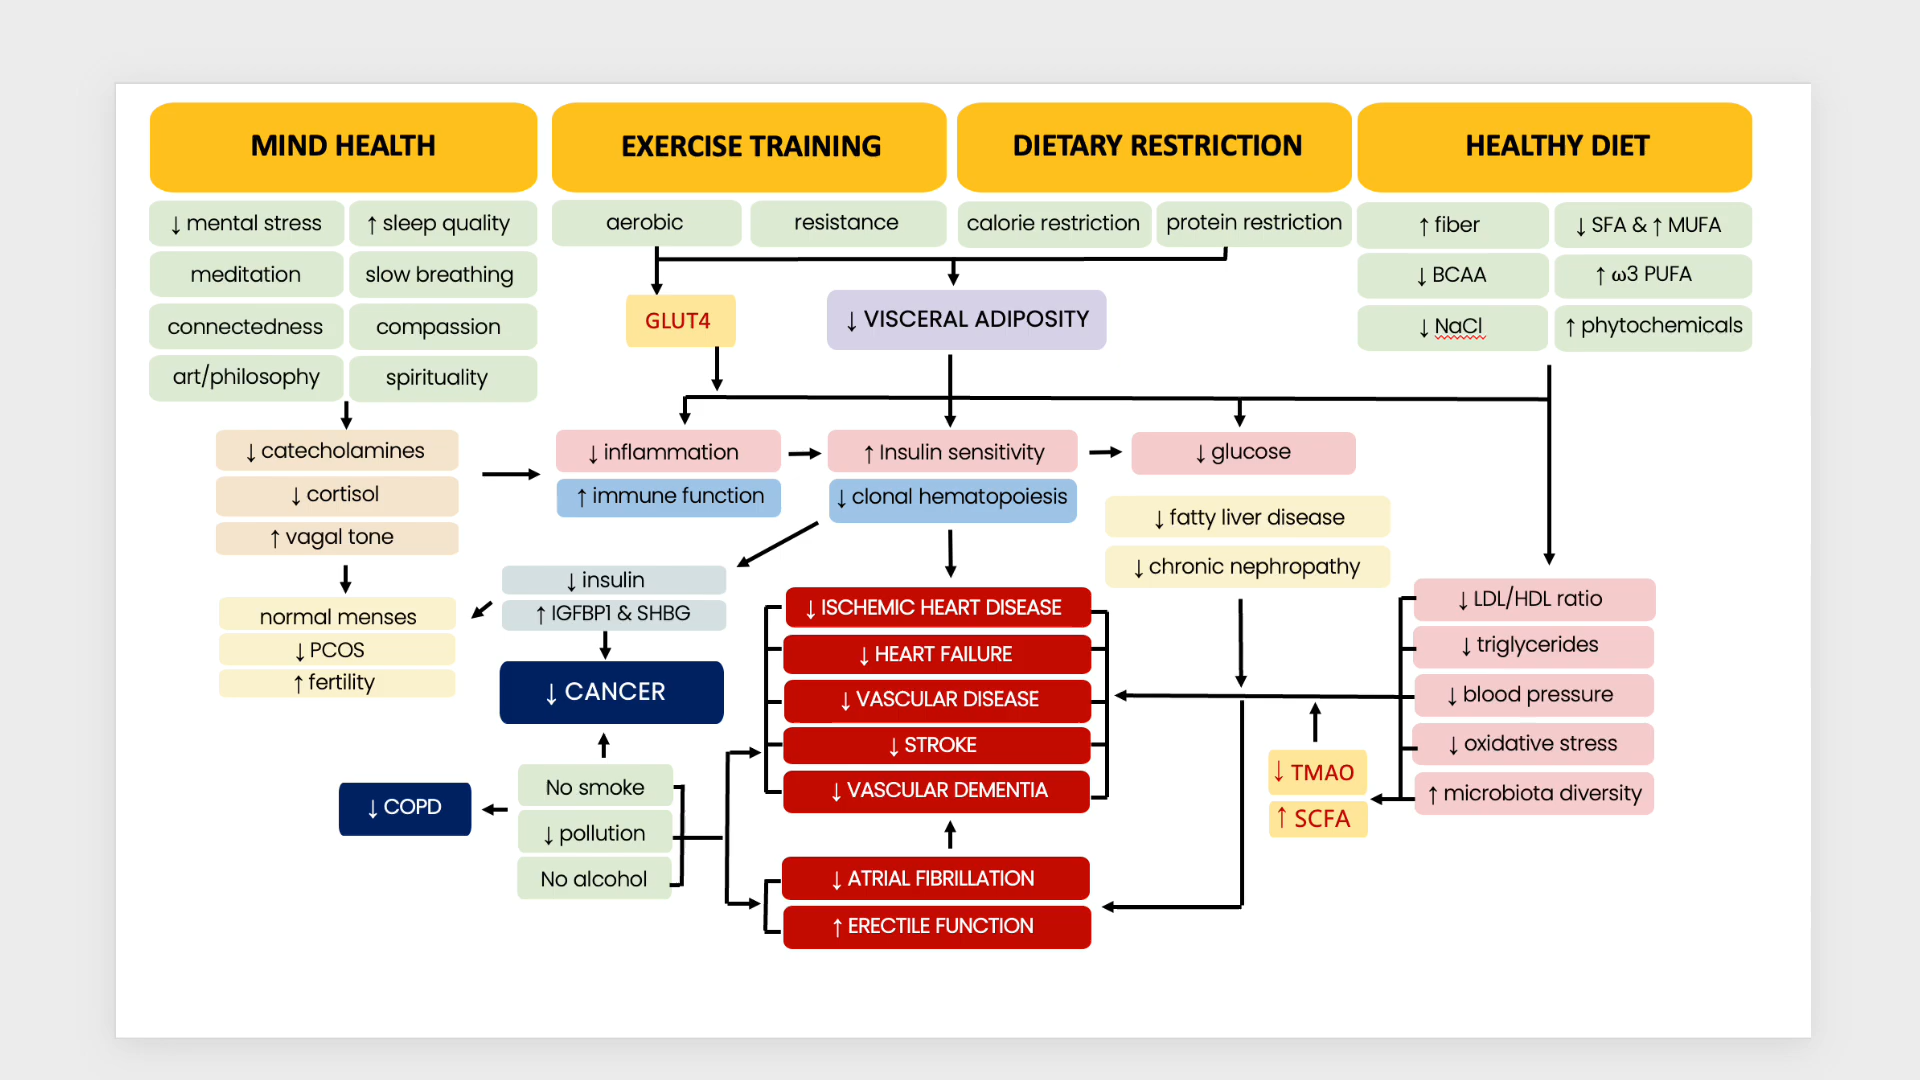 MIND HEALTH
EXERCISE TRAINING
DIETARY RESTRICTION
HEALTHY DIET
↓ mental stress
↑ sleep quality
meditation
slow breathing
connectedness
compassion
art/philosophy
spirituality
aerobic
resistance
calorie restriction
protein restriction
↑ fiber
↓ SFA & ↑ MUFA
↓ BCAA
↑ ω3 PUFA
↓ NaCl
↑ phytochemicals
GLUT4
↓ VISCERAL ADIPOSITY
↓ catecholamines
↓ cortisol
↑ vagal tone
↓ inflammation
↑ immune function
↑ Insulin sensitivity
↓ clonal hematopoiesis
↓ glucose
↓ fatty liver disease
↓ chronic nephropathy
normal menses
↓ PCOS
↑ fertility
↓ insulin
↑ IGFBP1 & SHBG
↓ CANCER
↓ COPD
No smoke
↓ pollution
No alcohol
↓ ISCHEMIC HEART DISEASE
↓ HEART FAILURE
↓ VASCULAR DISEASE
↓ STROKE
↓ VASCULAR DEMENTIA
↓ ATRIAL FIBRILLATION
↑ ERECTILE FUNCTION
↓ LDL/HDL ratio
↓ triglycerides
↓ blood pressure
↓ oxidative stress
↑ microbiota diversity
↓ TMAO
↑ SCFA